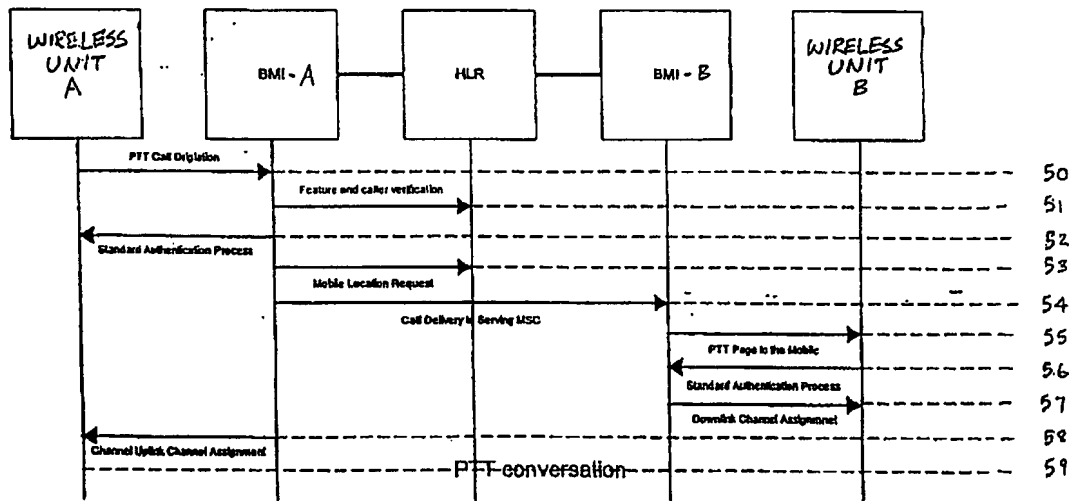 WIRELESS
UNIT
A
BMI - A
HLR
BMI - B
WIRELESS
UNIT
B
PTT Call Origiation
50
Feature and caller verification
51
52
Standard Authentication Process
53
Mobile Location Request
54
Call Delivery to Serving MSC
55
PTT Page to the Mobile
56
Standard Authentication Process
57
Downlink Channel Assignment
58
Channel Uplink Channel Assignment
PTT conversation
59